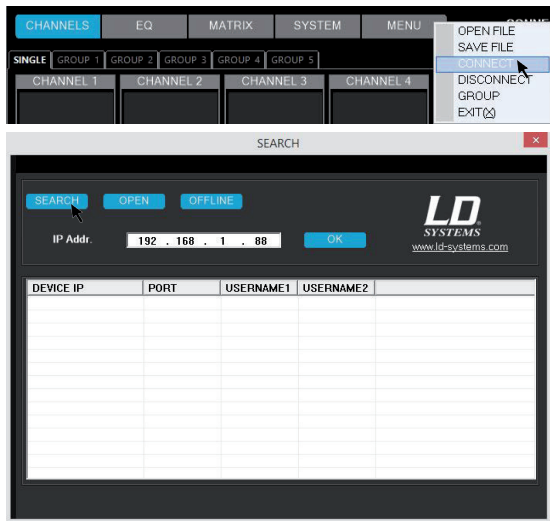 CHANNELS EQ MATRIX SYSTEM MENU
OPEN FILE
SAVE FILE
CONNECT
DISCONNECT
GROUP
EXIT(X)
SINGLE GROUP 1 GROUP 2 GROUP 3 GROUP 4 GROUP 5
CHANNEL 1 CHANNEL 2 CHANNEL 3 CHANNEL 4
SEARCH
SEARCH OPEN OFFLINE
LD
SYSTEMS
www.ld-systems.com
IP Addr. 192 . 168 . 1 . 88 OK
DEVICE IP PORT USERNAME1 USERNAME2